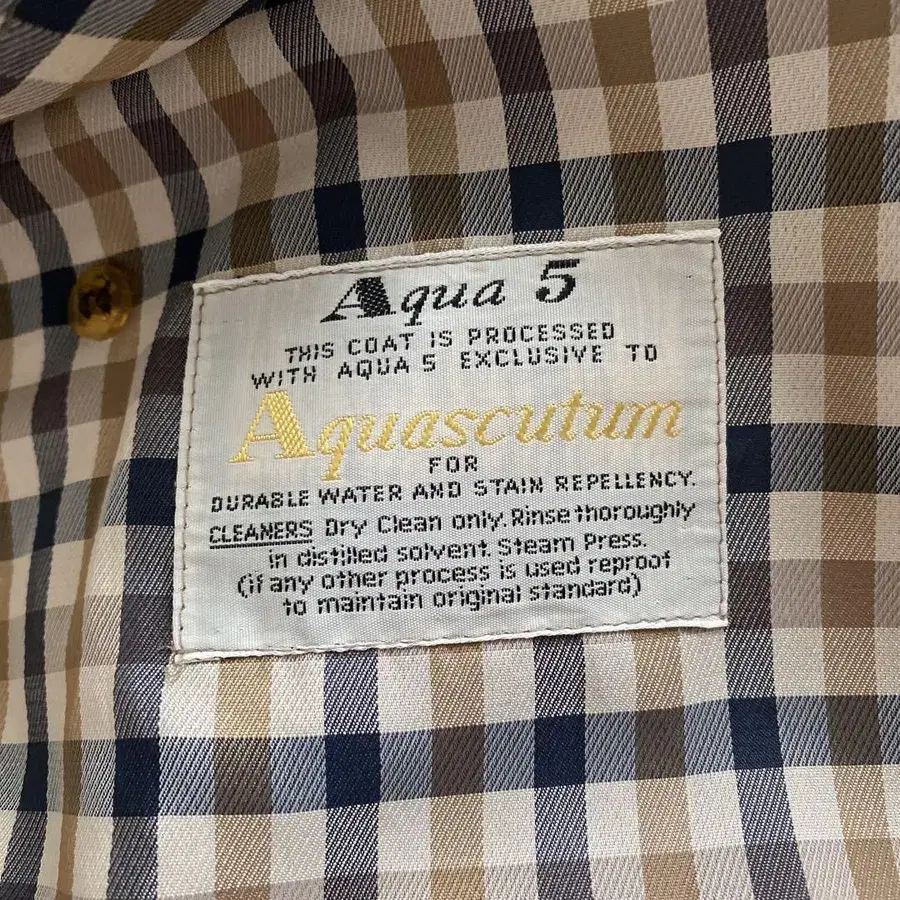 Aqua 5
THIS COAT IS PROCESSED
WITH AQUA 5 EXCLUSIVE TO
Aquascutum
FOR
DURABLE WATER AND STAIN REPELLENCY.
CLEANERS Dry Clean only. Rinse thoroughly
in distilled solvent. Steam Press.
(if any other process is used reproof
to maintain original standard)